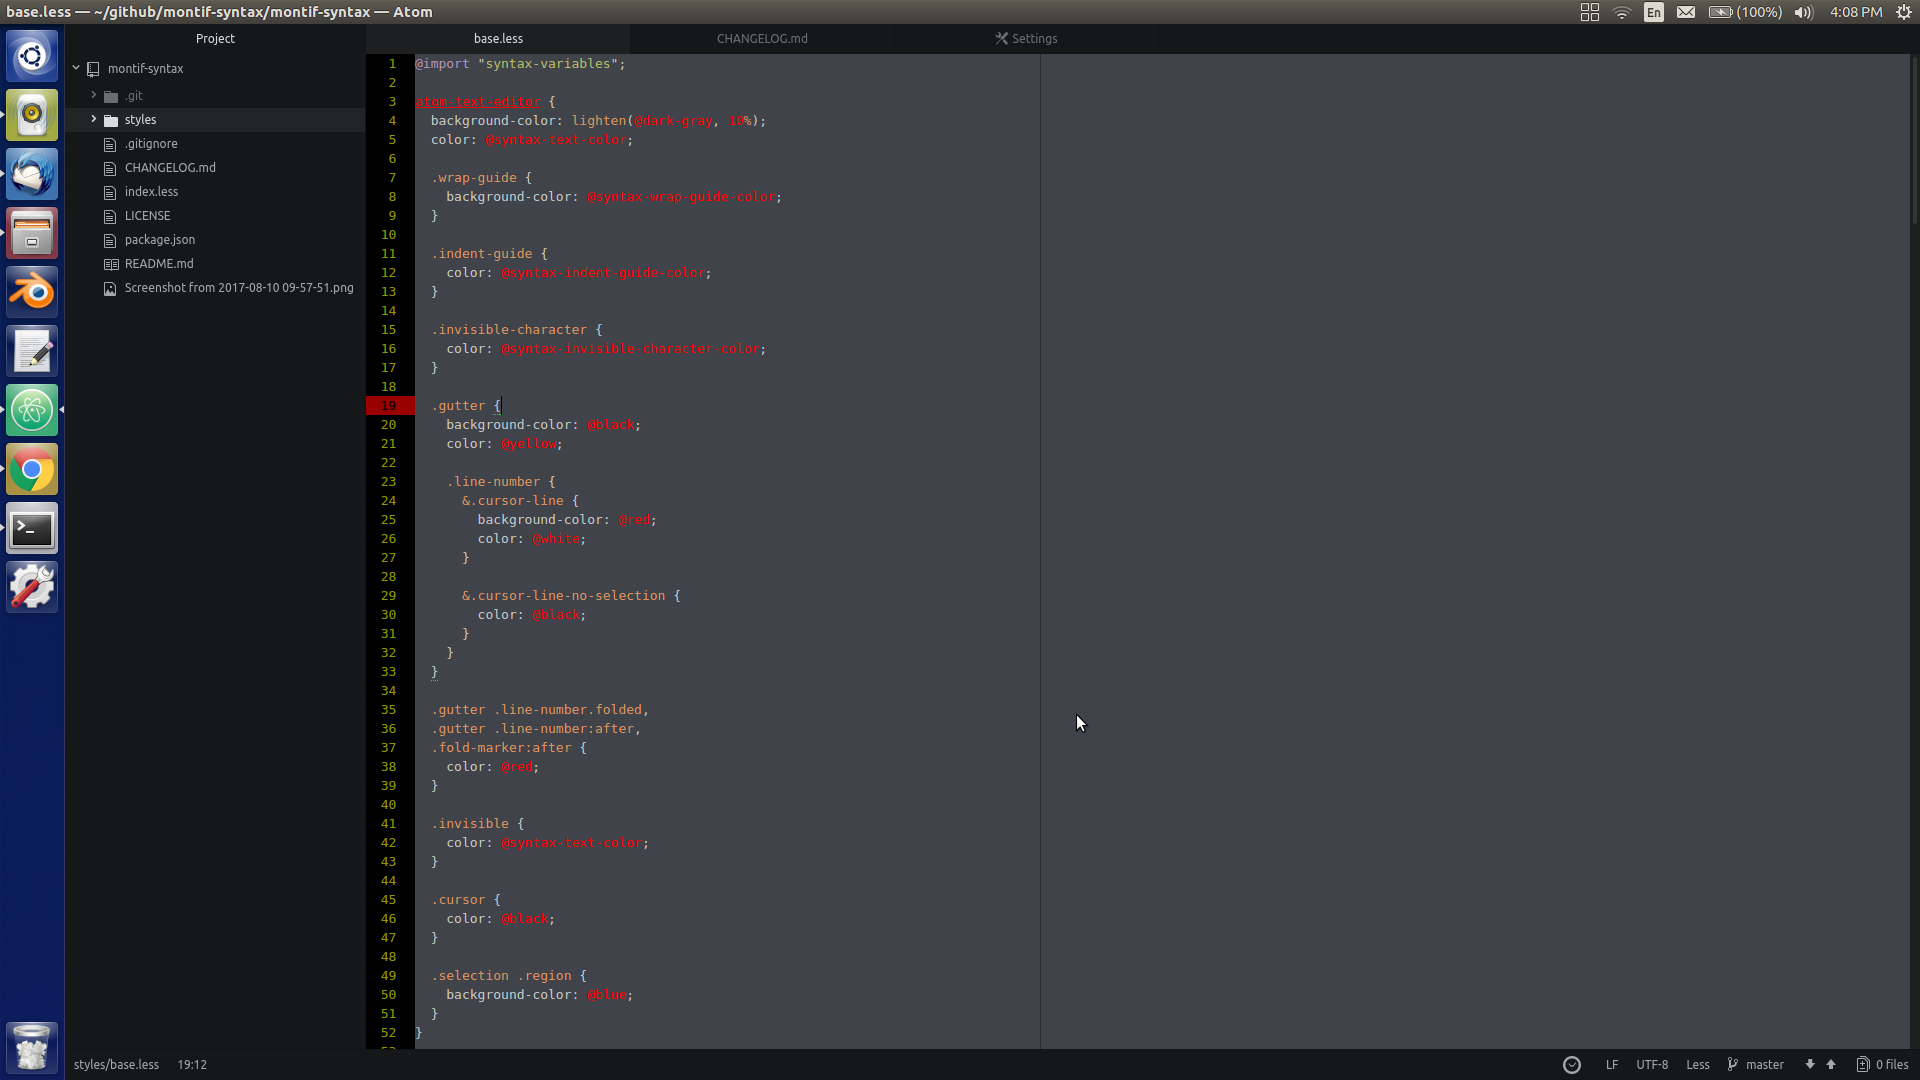 base.less — ~/github/montif-syntax/montif-syntax — Atom
En
(100%)
4:08 PM
Project
base.less
CHANGELOG.md
Settings
montif-syntax
.git
styles
.gitignore
CHANGELOG.md
index.less
LICENSE
package.json
README.md
Screenshot from 2017-08-10 09-57-51.png
1 @import "syntax-variables";
2
3 atom-text-editor {
4   background-color: lighten(@dark-gray, 10%);
5   color: @syntax-text-color;
6
7   .wrap-guide {
8     background-color: @syntax-wrap-guide-color;
9   }
10
11   .indent-guide {
12     color: @syntax-indent-guide-color;
13   }
14
15   .invisible-character {
16     color: @syntax-invisible-character-color;
17   }
18
19   .gutter {
20     background-color: @black;
21     color: @yellow;
22
23     .line-number {
24       &.cursor-line {
25         background-color: @red;
26         color: @white;
27       }
28
29       &.cursor-line-no-selection {
30         color: @black;
31       }
32     }
33   }
34
35   .gutter .line-number.folded,
36   .gutter .line-number:after,
37   .fold-marker:after {
38     color: @red;
39   }
40
41   .invisible {
42     color: @syntax-text-color;
43   }
44
45   .cursor {
46     color: @black;
47   }
48
49   .selection .region {
50     background-color: @blue;
51   }
52 }
53
styles/base.less
19:12
LF
UTF-8
Less
master
0 files